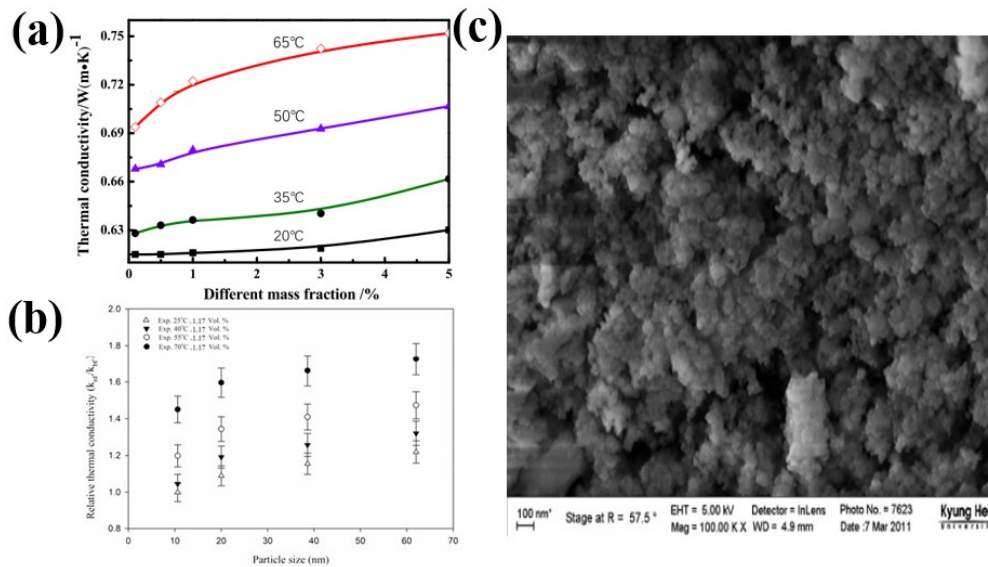 (a)
Thermal conductivity/W(m•K)⁻¹
0.75
0.72
0.69
0.66
0.63
65℃
50℃
35℃
20℃
0 1 2 3 4 5
Different mass fraction /%
(b)
Relative thermal conductivity (knf/kbf)
1.8
1.6
1.4
1.2
1.0
0.8
Exp. 25°C , 1.17 Vol. %
Exp. 40°C , 1.17 Vol. %
Exp. 55°C , 1.17 Vol. %
Exp. 70°C , 1.17 Vol. %
0 10 20 30 40 50 60 70
Particle size (nm)
(c)
100 nm*
Stage at R = 57.5 °
EHT = 5.00 kV Detector = InLens Photo No. = 7623
Mag = 100.00 K X WD = 4.9 mm Date :7 Mar 2011
Kyung He